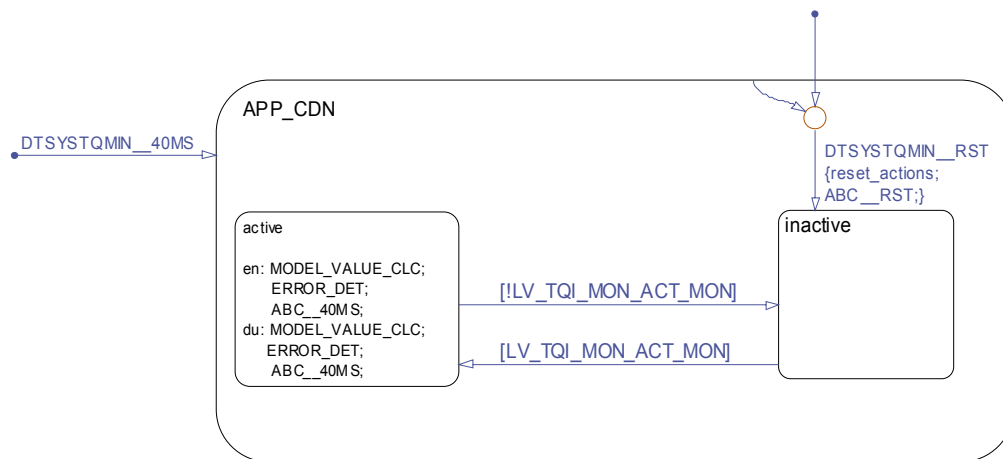 APP_CDN
DTSYSTQMIN__40MS
DTSYSTQMIN__RST
{reset_actions;
ABC__RST;}
active
inactive
en: MODEL_VALUE_CLC;
ERROR_DET;
ABC__40MS;
du: MODEL_VALUE_CLC;
ERROR_DET;
ABC__40MS;
[!LV_TQI_MON_ACT_MON]
[LV_TQI_MON_ACT_MON]